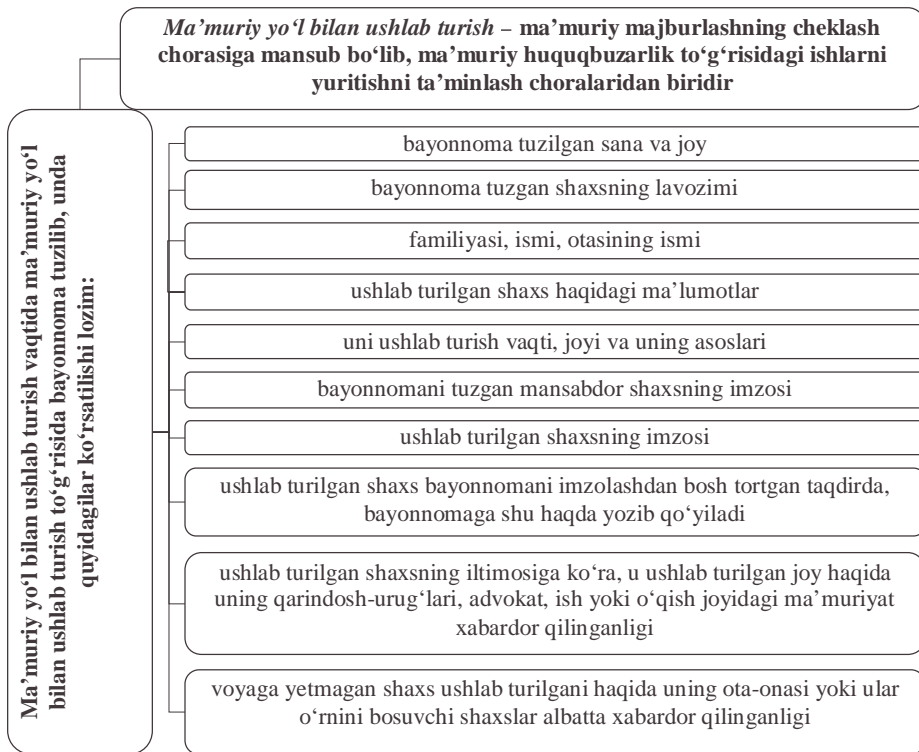 Ma’muriy yo‘l bilan ushlab turish – ma’muriy majburlashning cheklash
chorasiga mansub bo‘lib, ma’muriy huquqbuzarlik to‘g‘risidagi ishlarni
yuritishni ta’minlash choralaridan biridir
Ma’muriy yo‘l bilan ushlab turish vaqtida ma’muriy yo‘l
bilan ushlab turish to‘g‘risida bayonnoma tuzilib, unda
quyidagilar ko‘rsatilishi lozim:
bayonnoma tuzilgan sana va joy
bayonnoma tuzgan shaxsning lavozimi
familiyasi, ismi, otasining ismi
ushlab turilgan shaxs haqidagi ma’lumotlar
uni ushlab turish vaqti, joyi va uning asoslari
bayonnomani tuzgan mansabdor shaxsning imzosi
ushlab turilgan shaxsning imzosi
ushlab turilgan shaxs bayonnomani imzolashdan bosh tortgan taqdirda,
bayonnomaga shu haqda yozib qo‘yiladi
ushlab turilgan shaxsning iltimosiga ko‘ra, u ushlab turilgan joy haqida
uning qarindosh-urug‘lari, advokat, ish yoki o‘qish joyidagi ma’muriyat
xabardor qilinganligi
voyaga yetmagan shaxs ushlab turilgani haqida uning ota-onasi yoki ular
o‘rnini bosuvchi shaxslar albatta xabardor qilinganligi